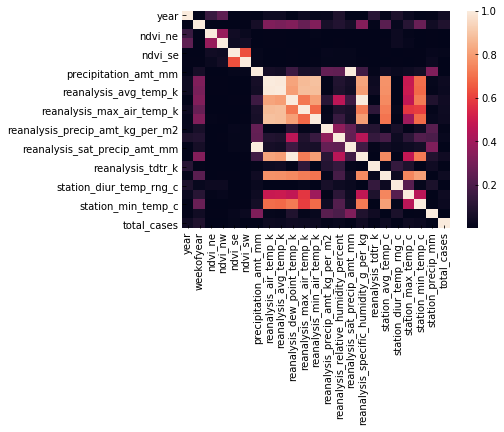 year
ndvi_ne
ndvi_se
precipitation_amt_mm
reanalysis_avg_temp_k
reanalysis_max_air_temp_k
reanalysis_precip_amt_kg_per_m2
reanalysis_sat_precip_amt_mm
reanalysis_tdtr_k
station_diur_temp_rng_c
station_min_temp_c
total_cases
1.0
0.8
0.6
0.4
0.2
year
weekofyear
ndvi_ne
ndvi_nw
ndvi_se
ndvi_sw
precipitation_amt_mm
reanalysis_air_temp_k
reanalysis_avg_temp_k
reanalysis_dew_point_temp_k
reanalysis_max_air_temp_k
reanalysis_min_air_temp_k
reanalysis_precip_amt_kg_per_m2
reanalysis_relative_humidity_percent
reanalysis_sat_precip_amt_mm
reanalysis_specific_humidity_g_per_kg
reanalysis_tdtr_k
station_avg_temp_c
station_diur_temp_rng_c
station_max_temp_c
station_min_temp_c
station_precip_mm
total_cases